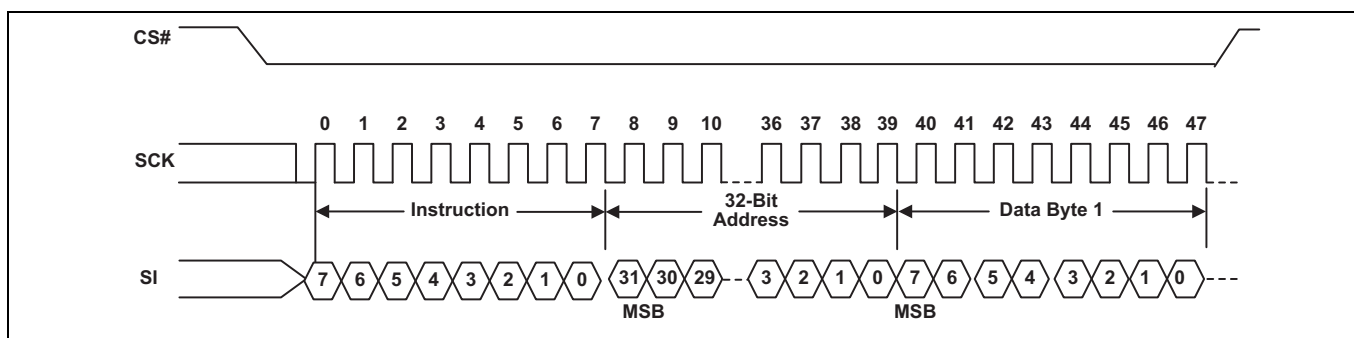 CS#
0 1 2 3 4 5 6 7 8 9 10 36 37 38 39 40 41 42 43 44 45 46 47
SCK
Instruction
32-Bit
Address
Data Byte 1
SI
7 6 5 4 3 2 1 0 31 30 29 3 2 1 0 7 6 5 4 3 2 1 0
MSB MSB